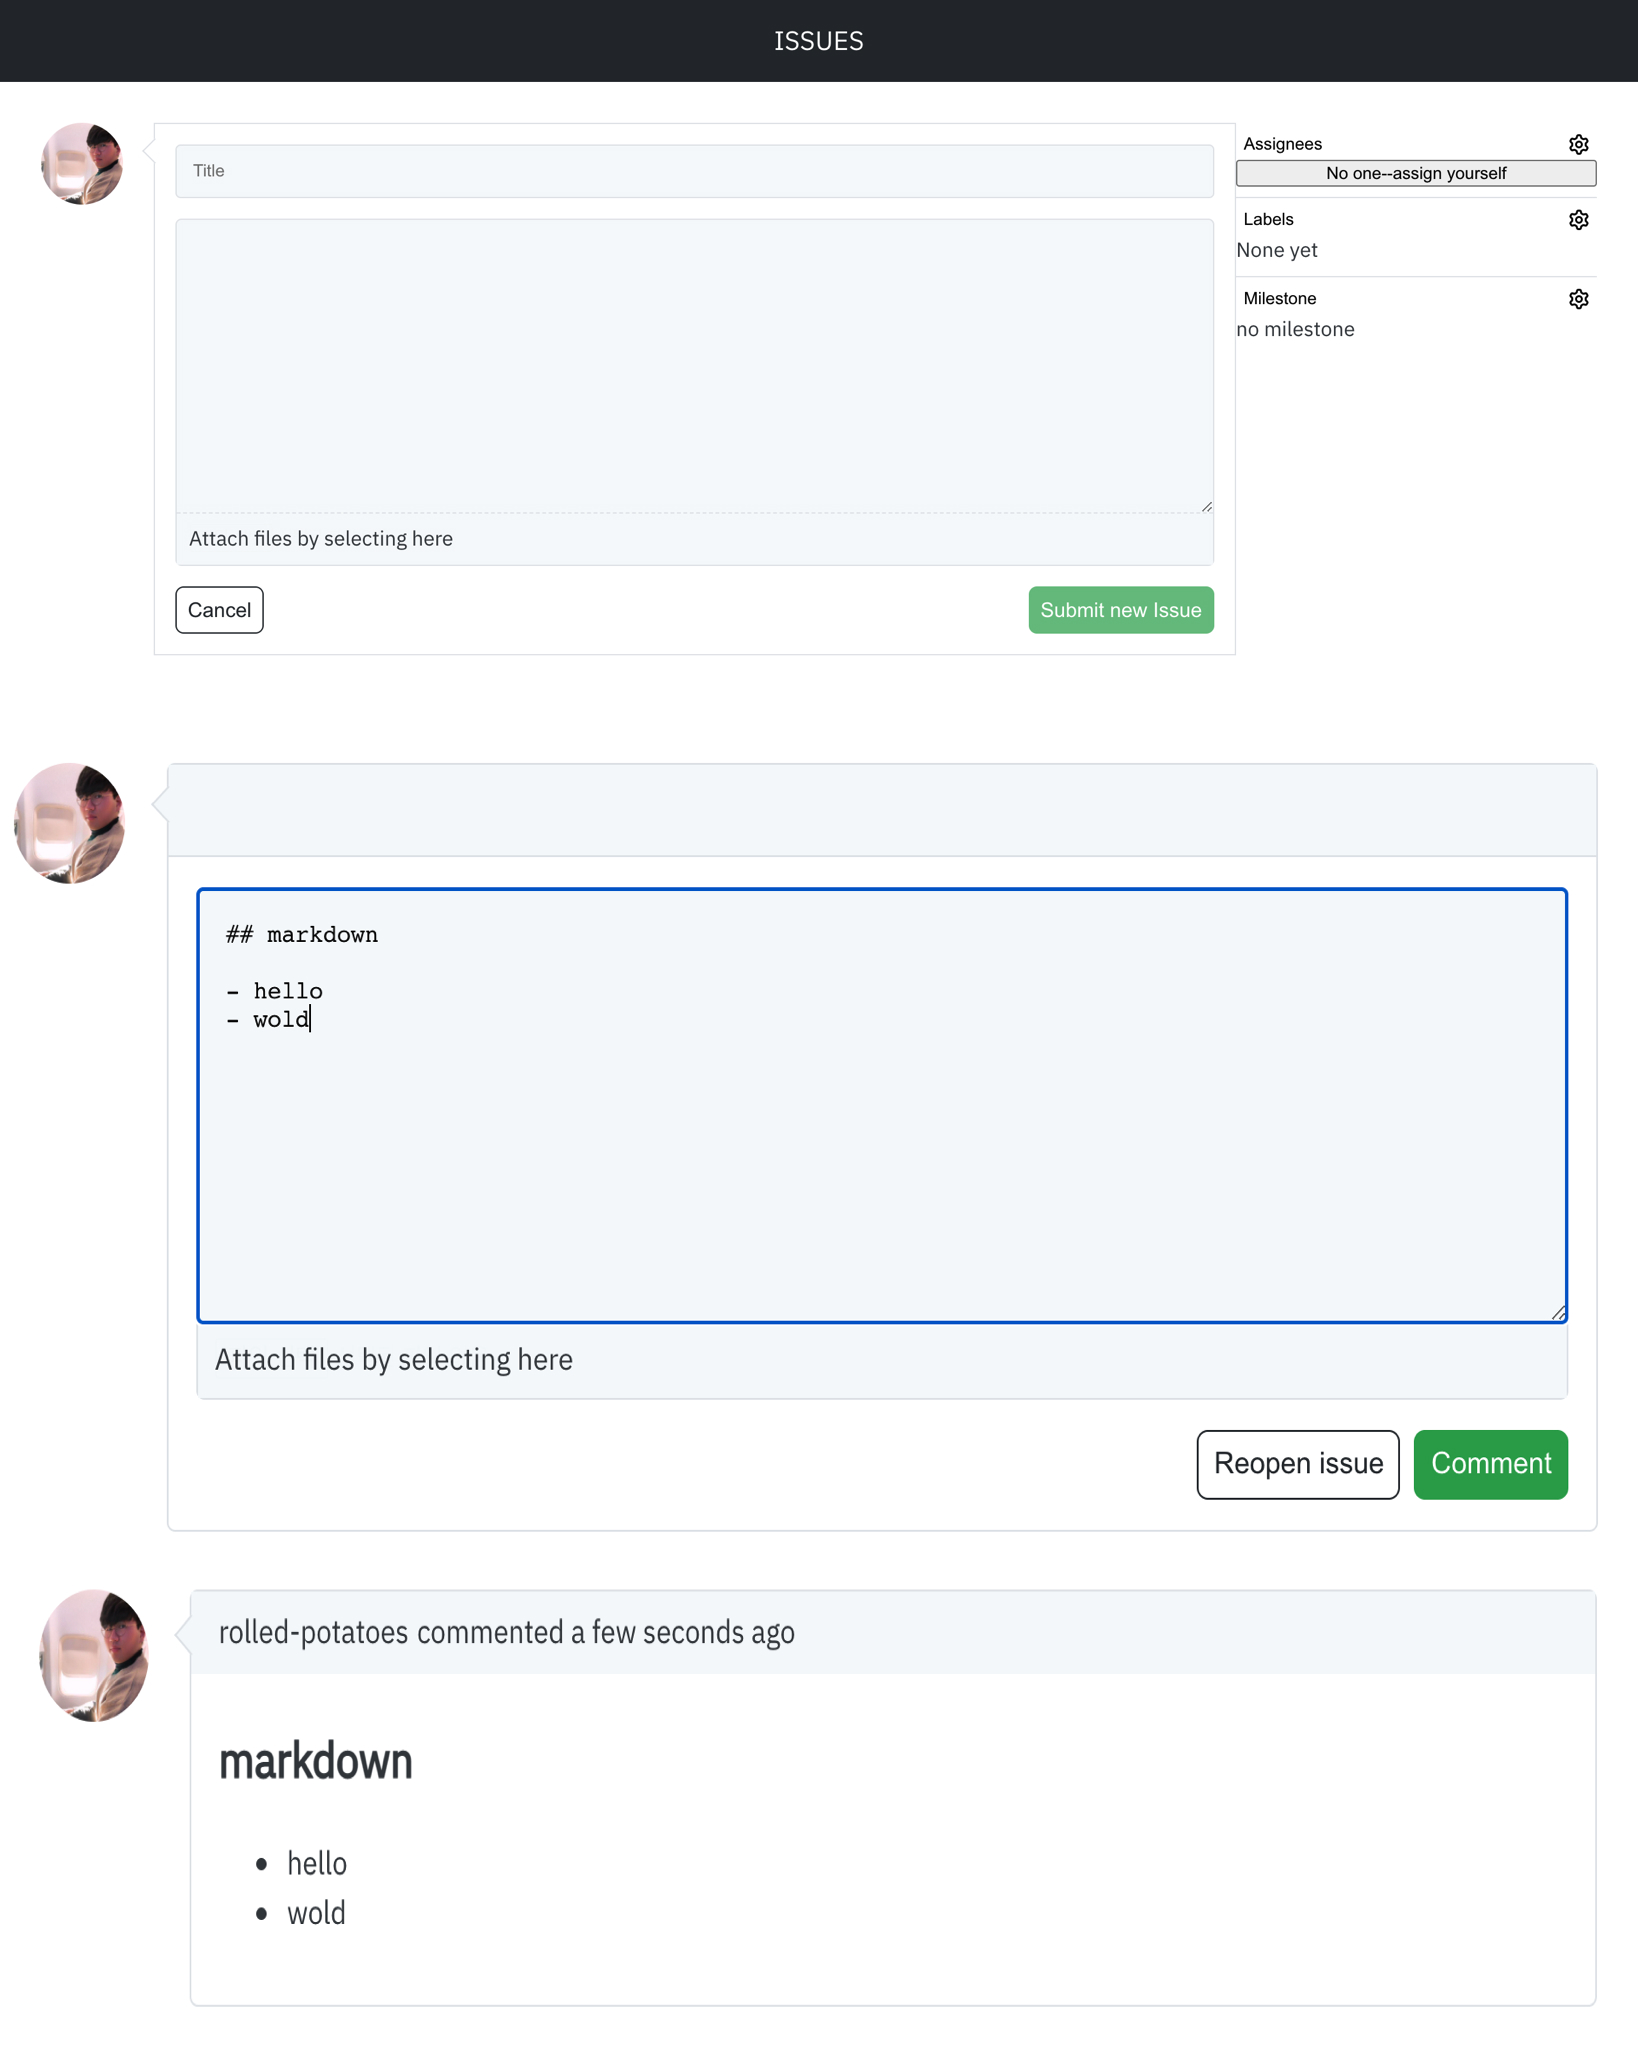 ISSUES
Title
Assignees
No one--assign yourself
Labels
None yet
Milestone
no milestone
Attach files by selecting here
Cancel
Submit new Issue
## markdown
- hello
- wold
Attach files by selecting here
Reopen issue
Comment
rolled-potatoes commented a few seconds ago
markdown
• hello
• wold